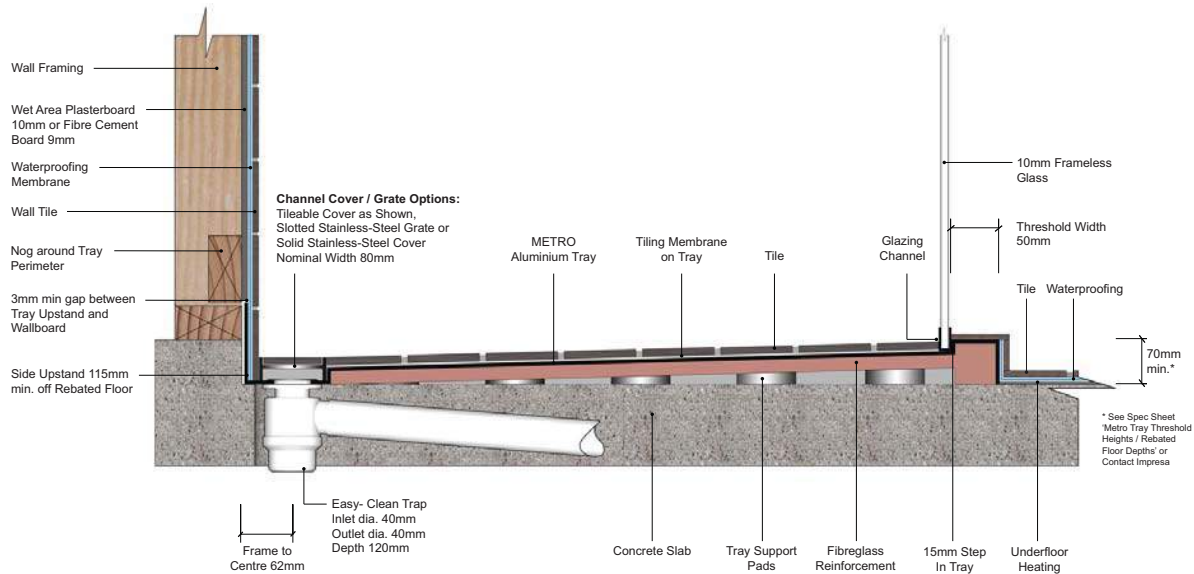 Wall Framing
Wet Area Plasterboard
10mm or Fibre Cement
Board 9mm
Waterproofing
Membrane
Wall Tile
Nog around Tray
Perimeter
3mm min gap between
Tray Upstand and
Wallboard
Side Upstand 115mm
min. off Rebated Floor
Channel Cover / Grate Options:
Tileable Cover as Shown,
Slotted Stainless-Steel Grate or
Solid Stainless-Steel Cover
Nominal Width 80mm
METRO
Aluminium Tray
Tiling Membrane
on Tray
Tile
Glazing
Channel
10mm Frameless
Glass
Threshold Width
50mm
Tile
Waterproofing
70mm
min.*
* See Spec Sheet
'Metro Tray Threshold
Heights / Rebated
Floor Depths' or
Contact Impresa
Frame to
Centre 62mm
Easy- Clean Trap
Inlet dia. 40mm
Outlet dia. 40mm
Depth 120mm
Concrete Slab
Tray Support
Pads
Fibreglass
Reinforcement
15mm Step
In Tray
Underfloor
Heating